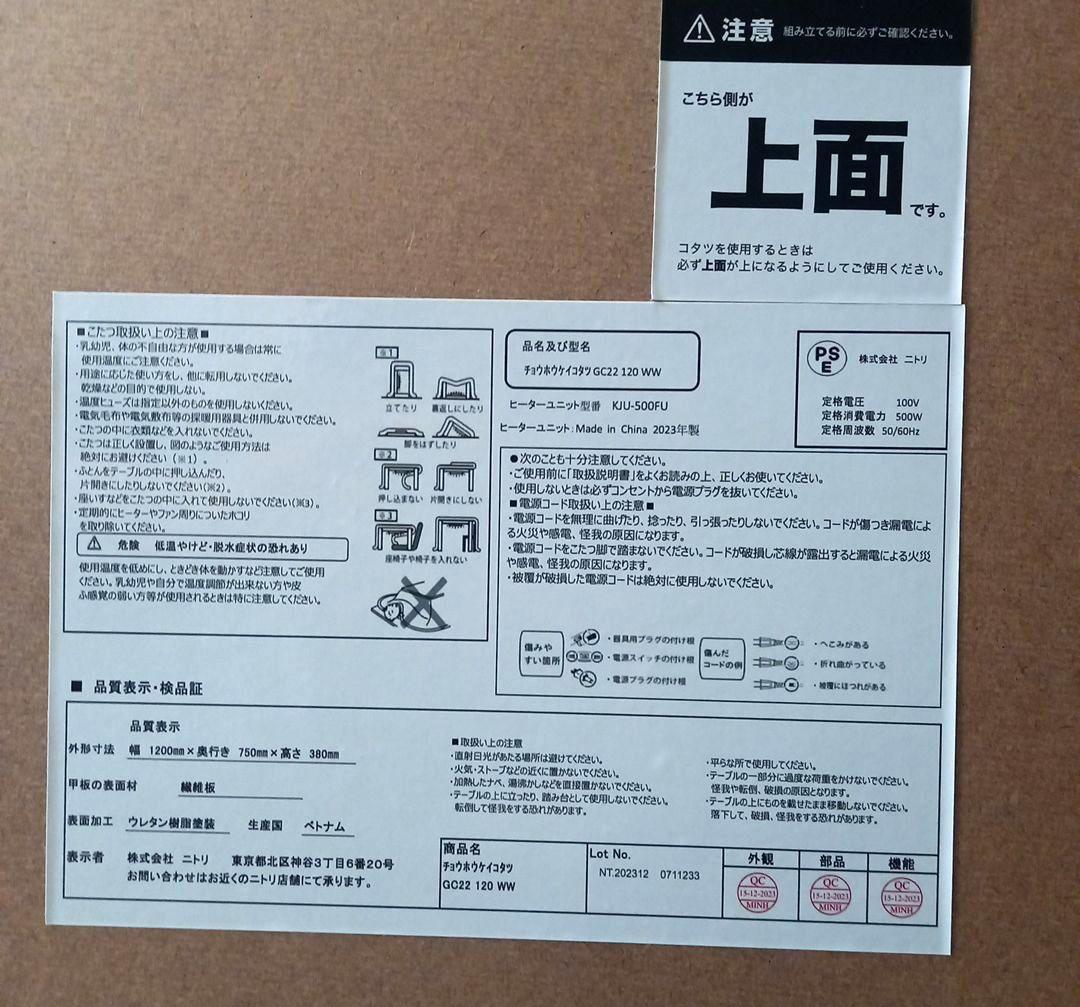 注意 組み立てる前に必ずご確認ください。
こちら側が
上面です。
コタツを使用するときは
必ず上面が上になるようにしてご使用ください。
■こたつ取扱い上の注意■
・乳幼児、体の不自由な方が使用する場合は常に
使用温度にご注意ください。
・用途に応じた使い方をし、他に転用しないでください。
乾燥などの目的で使用しない。
・温度ヒューズは指定以外のものを使用しないください。
・電気毛布や電気敷布等の採暖用器具と併用しないでください。
・こたつの中に衣類などを入れないでください。
・こたつは正しく設置し、図のようなご使用方法は
絶対にお避けください(※1)。
・ふとんをテーブルの中に押し込んだり、
片開きにしたりしないでください(※2)。
・座いすなどをこたつの中に入れて使用しないでください(※3)。
・定期的にヒーターやファン周りについたホコリ
を取り除いてください。
危険 低温やけど・脱水症状の恐れあり
使用温度を低めにし、ときどき体を動かすなど注意してご使用
ください。乳幼児や自分で温度調節が出来ない方や皮
ふ感覚の弱い方等が使用されるときは特に注意してください。
※1
立てたり 裏返しにしたり
脚をはずしたり
※2
押し込まない 片開きにしない
※3
座椅子や椅子を入れない
品名及び型名
チョウホウケイコタツ GC22 120 WW
ヒーターユニット型番 KJU-500FU
ヒーターユニット:Made in China 2023年製
PS
E
株式会社 ニトリ
定格電圧 100V
定格消費電力 500W
定格周波数 50/60Hz
●次のことも十分注意してください。
・ご使用前に「取扱説明書」をよくお読みの上、正しくお使いてください。
・使用しないときは必ずコンセントから電源プラグを抜いてください。
■電源コード取扱い上の注意■
・電源コードを無理に曲げたり、捻ったり、引っ張ったりしないでください。コードが傷つき漏電によ
る火災や感電、怪我の原因になります。
・電源コードをこたつ脚で踏まないでください。コードが破損し芯線が露出すると漏電による火災
や感電、怪我の原因になります。
・被覆が破損した電源コードは絶対に使用しないでください。
傷みや
すい箇所
・器具用プラグの付け根
・電源スイッチの付け根
・電源プラグの付け根
傷んだ
コードの例
・へこみがある
・折れ曲がっている
・被覆にほつれがある
■ 品質表示・検品証
品質表示
外形寸法 幅 1200mm×奥行き 750mm×高さ 380mm
甲板の表面材 繊維板
表面加工 ウレタン樹脂塗装 生産国 ベトナム
表示者 株式会社 ニトリ 東京都北区神谷3丁目6番20号
お問い合わせはお近くのニトリ店舗にて承ります。
■取扱い上の注意
・直射日光があたる場所は避けてください。
・火気・ストーブなどの近くに置かないでください。
・加熱したナベ、湯沸かしなどを直接置かないでください。
・テーブルの上に立ったり、踏み台として使用しないでください。
転倒して怪我をする恐れがあります。
・平らな所で使用してください。
・テーブルの一部分に過度な荷重をかけないでください。
怪我や転倒、破損の原因となります。
・テーブルの上にものを載せたまま移動しないでください。
落下して、破損、怪我をする恐れがあります。
商品名
チョウホウケイコタツ
GC22 120 WW
Lot No.
NT.202312 0711233
外観 部品 機能
QC QC QC
15-12-2023 15-12-2023 15-12-2023
MINH MINH MINH